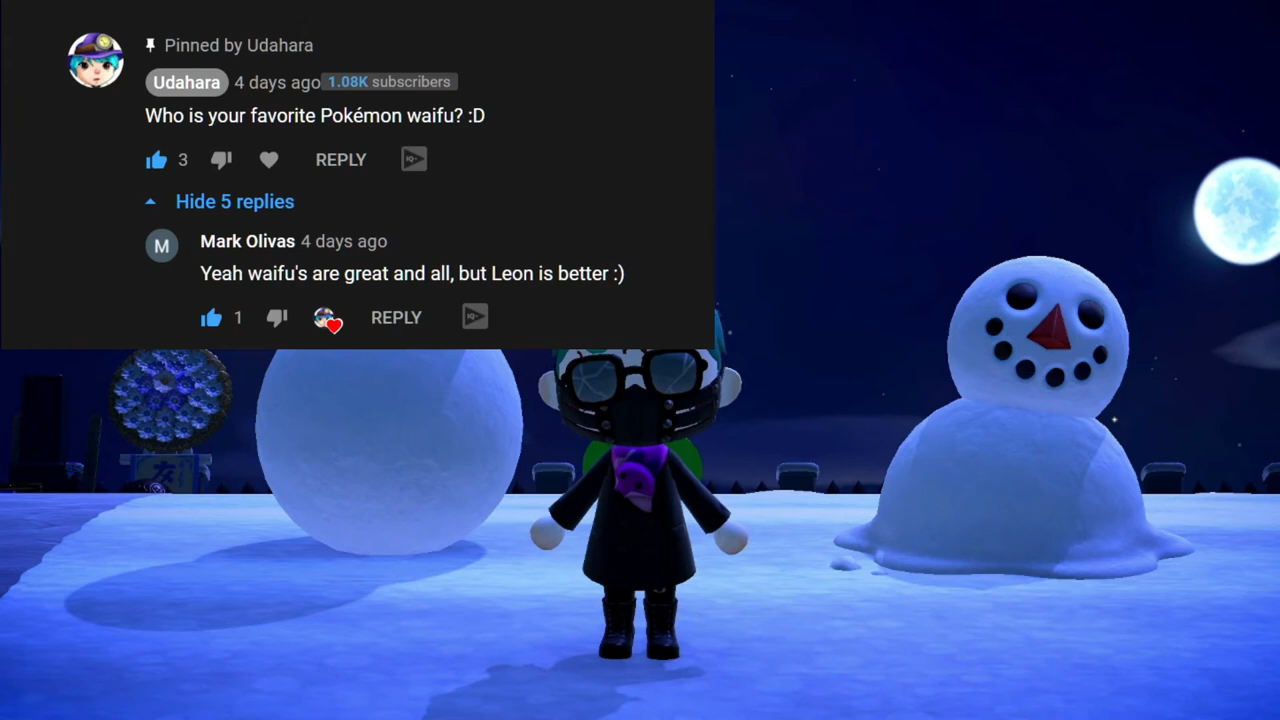 Pinned by Udahara
Udahara 4 days ago 1.08K subscribers
Who is your favorite Pokémon waifu? :D
3 REPLY
Hide 5 replies
M Mark Olivas 4 days ago
Yeah waifu's are great and all, but Leon is better :)
1 REPLY
友